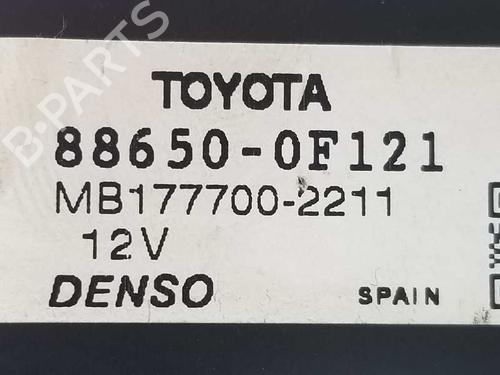 TOYOTA
88650-0F121
MB177700-2211
12V
DENSO SPAIN
B-PARTS